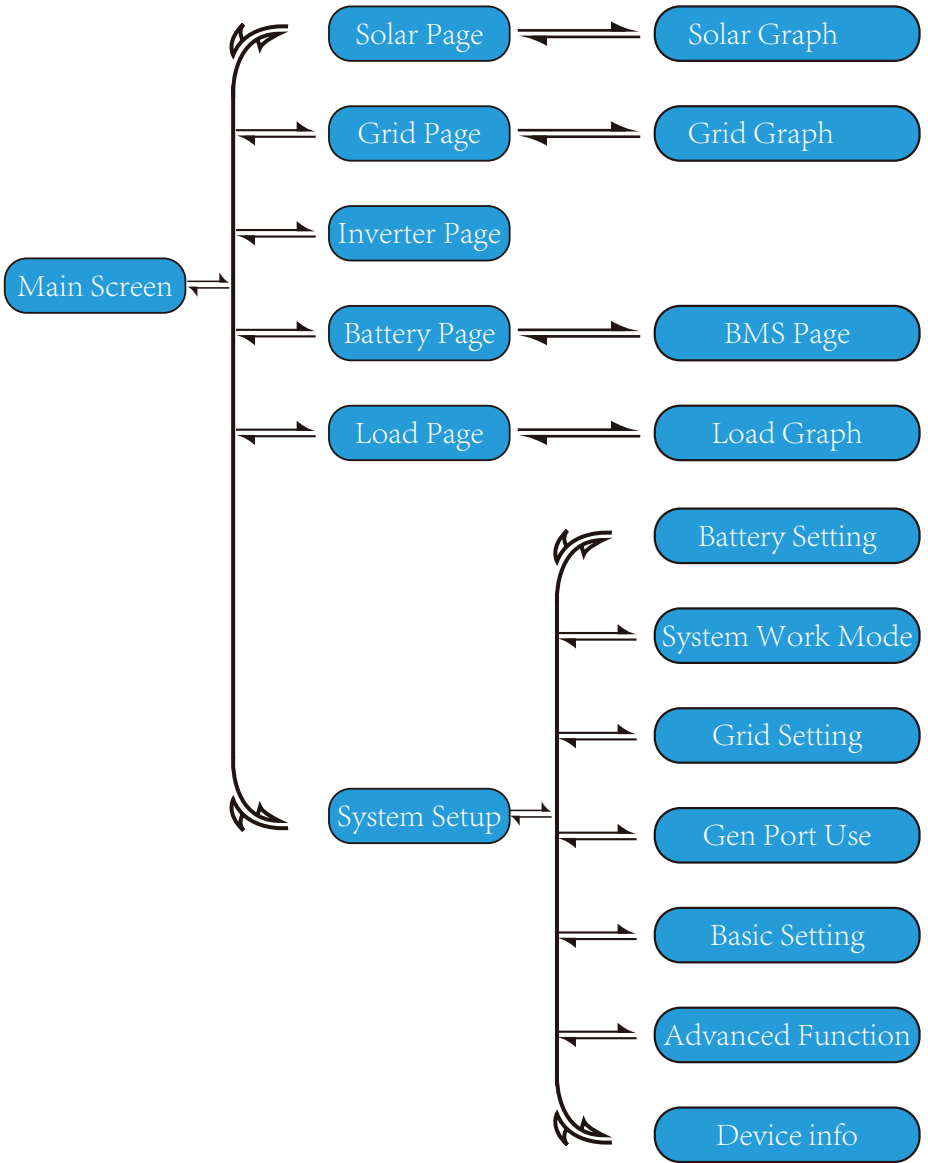 Solar Page
Solar Graph
Grid Page
Grid Graph
Inverter Page
Main Screen
Battery Page
BMS Page
Load Page
Load Graph
Battery Setting
System Work Mode
Grid Setting
System Setup
Gen Port Use
Basic Setting
Advanced Function
Device info